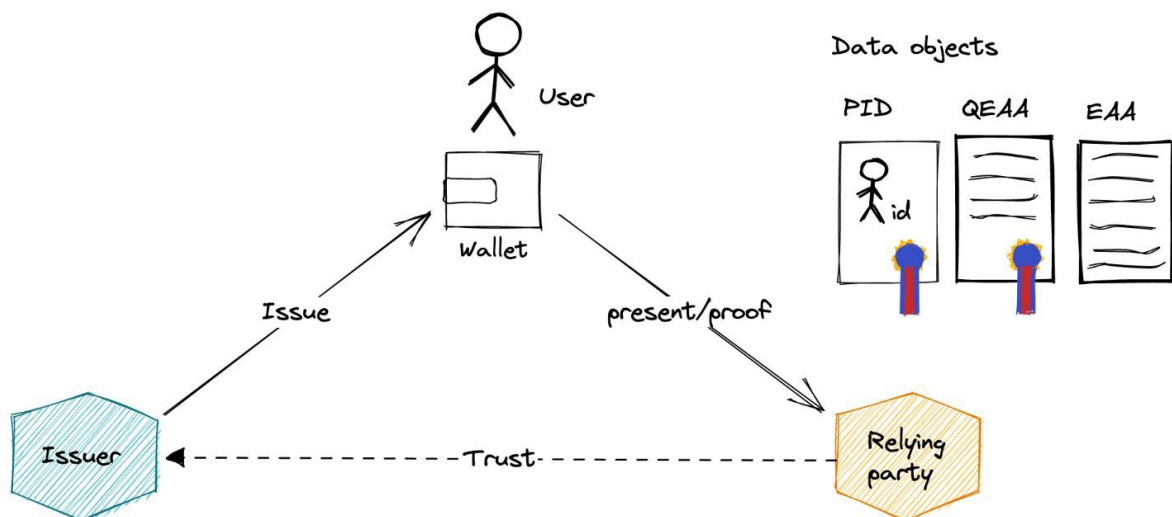 Data objects
User
PID QEAA EAA
id
Wallet
Issue
present/proof
Issuer
Trust
Relying
party